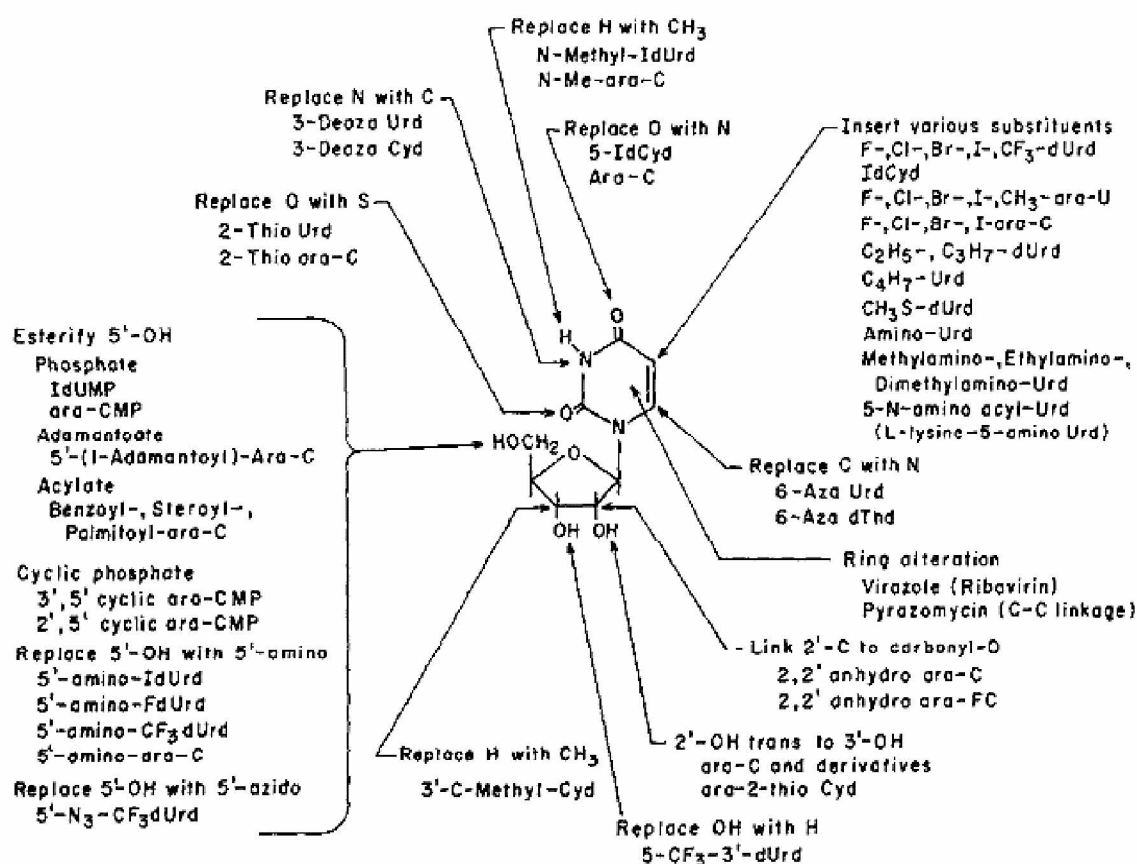 Replace H with CH3
N-Methyl-IdUrd
N-Me-ara-C
Replace N with C
3-Deaza Urd
3-Deaza Cyd
Replace O with N
5-IdCyd
Ara-C
Insert various substituents
F-,Cl-,Br-,I-,CF3-dUrd
IdCyd
F-,Cl-,Br-,I-,CH3-ara-U
F-,Cl-,Br-,I-ara-C
C2H5-, C3H7-dUrd
C4H7-Urd
CH3S-dUrd
Amino-Urd
Methylamino-,Ethylamino-,
Dimethylamino-Urd
5-N-amino acyl-Urd
(L-lysine-5-amino Urd)
Replace O with S
2-Thio Urd
2-Thio ara-C
O
H
N
O
N
HOCH2
O
OH
OH
Esterify 5'-OH
Phosphate
IdUMP
ara-CMP
Adamantoate
5'-(1-Adamantoyl)-Ara-C
Acylate
Benzoyl-, Steroyl-,
Palmitoyl-ara-C
Cyclic phosphate
3',5' cyclic ara-CMP
2',5' cyclic ara-CMP
Replace 5'-OH with 5'-amino
5'-amino-IdUrd
5'-amino-FdUrd
5'-amino-CF3dUrd
5'-amino-ara-C
Replace 5'-OH with 5'-azido
5'-N3-CF3dUrd
Replace C with N
6-Aza Urd
6-Aza dThd
Ring alteration
Virazole (Ribavirin)
Pyrazomycin (C-C linkage)
Link 2'-C to carbonyl-O
2,2' anhydro ara-C
2,2' anhydro ara-FC
2'-OH trans to 3'-OH
ara-C and derivatives
ara-2-thio Cyd
Replace H with CH3
3'-C-Methyl-Cyd
Replace OH with H
5-CF3-3'-dUrd